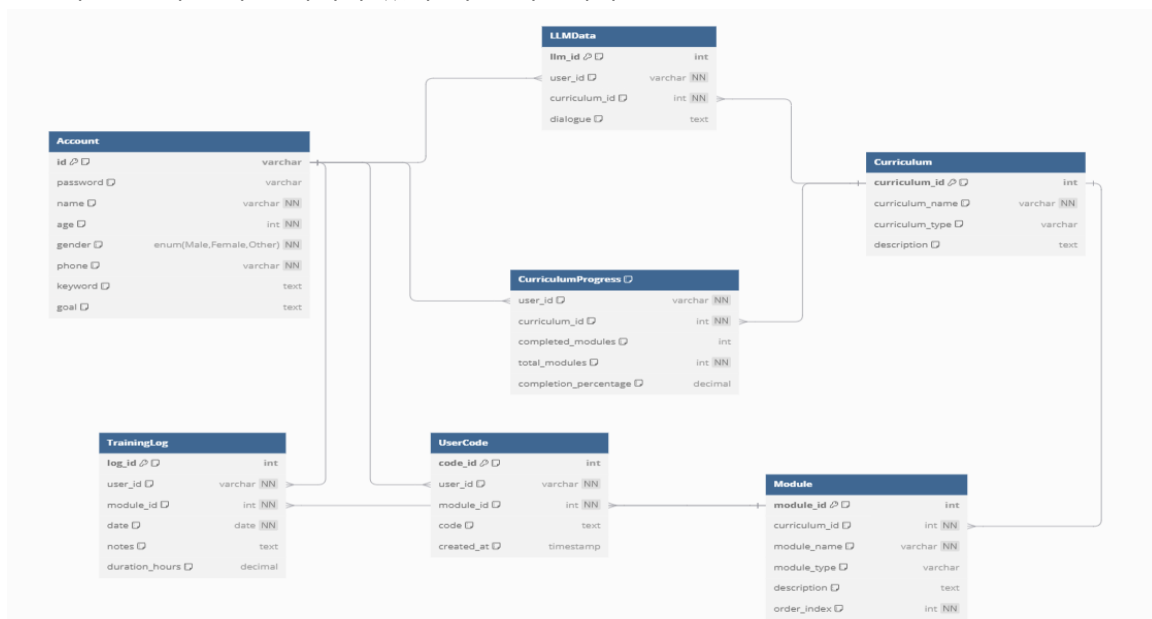 LLMData
llm_id int
user_id varchar NN
curriculum_id int NN
dialogue text
Account
id varchar
password varchar
name varchar NN
age int NN
gender enum(Male,Female,Other) NN
phone varchar NN
keyword text
goal text
Curriculum
curriculum_id int
curriculum_name varchar NN
curriculum_type varchar
description text
CurriculumProgress
user_id varchar NN
curriculum_id int NN
completed_modules int
total_modules int NN
completion_percentage decimal
TrainingLog
log_id int
user_id varchar NN
module_id int NN
date date NN
notes text
duration_hours decimal
UserCode
code_id int
user_id varchar NN
module_id int NN
code text
created_at timestamp
Module
module_id int
curriculum_id int NN
module_name varchar NN
module_type varchar
description text
order_index int NN